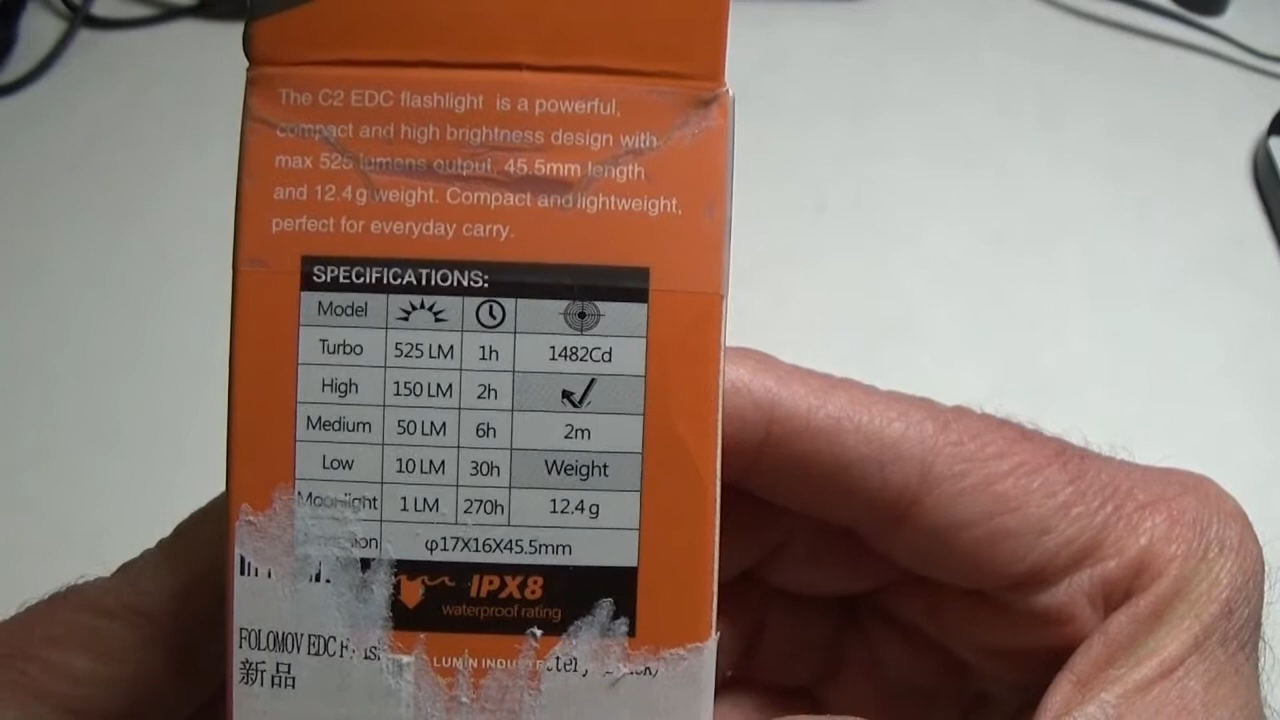 The C2 EDC flashlight is a powerful,
compact and high brightness design with
max 525 lumens output, 45.5mm length
and 12.4g weight. Compact and lightweight,
perfect for everyday carry.
SPECIFICATIONS:
Model
Turbo 525 LM 1h 1482Cd
High 150 LM 2h
Medium 50 LM 6h 2m
Low 10 LM 30h Weight
Moonlight 1 LM 270h 12.4g
φ17X16X45.5mm
IPX8
waterproof rating
FOLOMOV EDC
LUMIN
新品